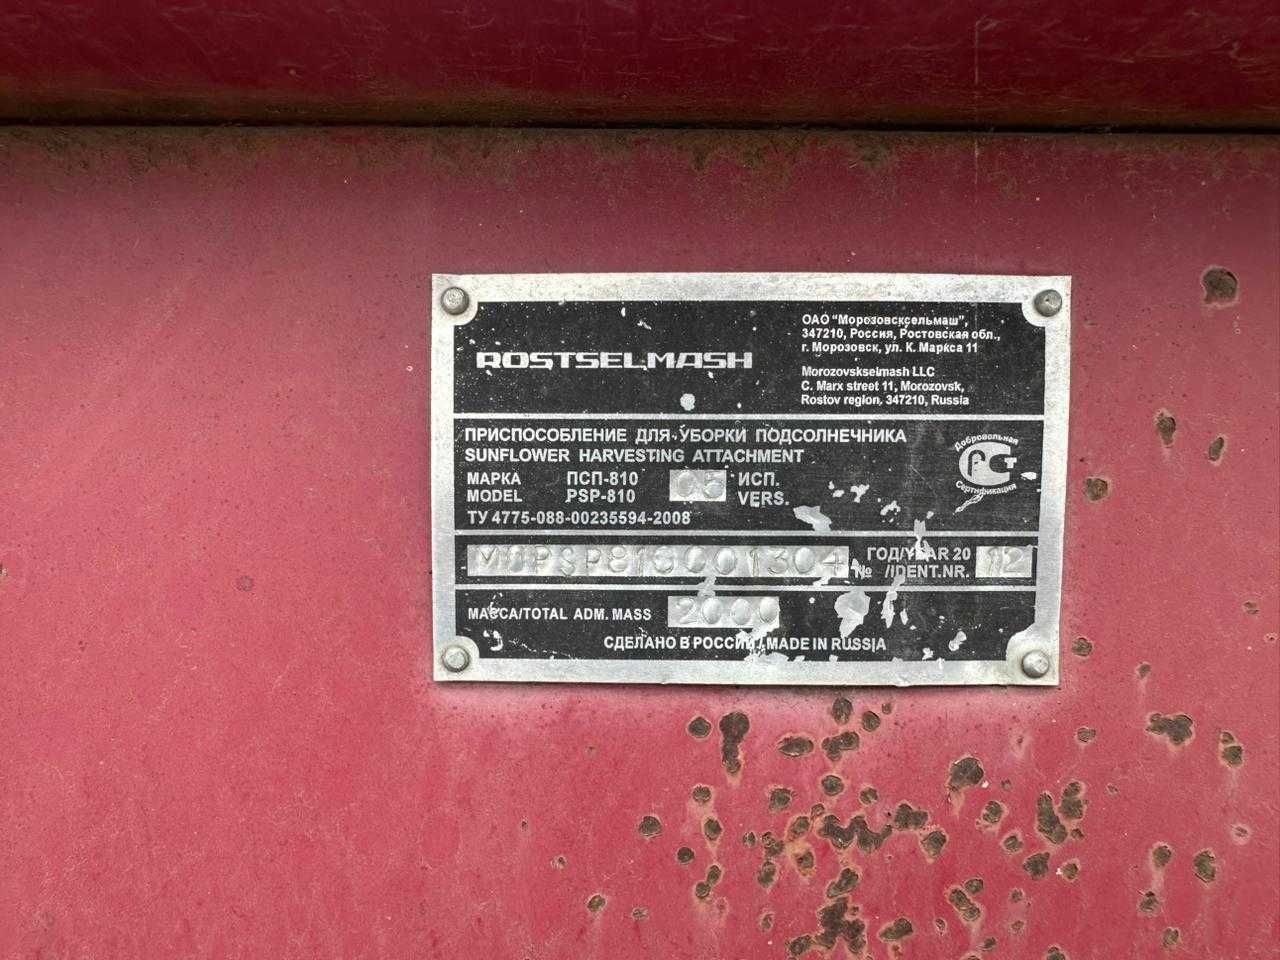 ROSTSELMASH
ОАО "Морозовсксельмаш",
347210, Россия, Ростовская обл.,
г. Морозовск, ул. К. Маркса 11
Morozovskselmash LLC
C. Marx street 11, Morozovsk,
Rostov region, 347210, Russia
ПРИСПОСОБЛЕНИЕ ДЛЯ УБОРКИ ПОДСОЛНЕЧНИКА
SUNFLOWER HARVESTING ATTACHMENT
МАРКА ПСП-810 ИСП.
MODEL PSP-810 VERS.
ТУ 4775-088-00235594-2008
Добровольная
РСТ
Сертификация
ГОД/YEAR 20 12
№ /IDENT.NR.
МАССА/TOTAL ADM. MASS 2000
СДЕЛАНО В РОССИИ / MADE IN RUSSIA